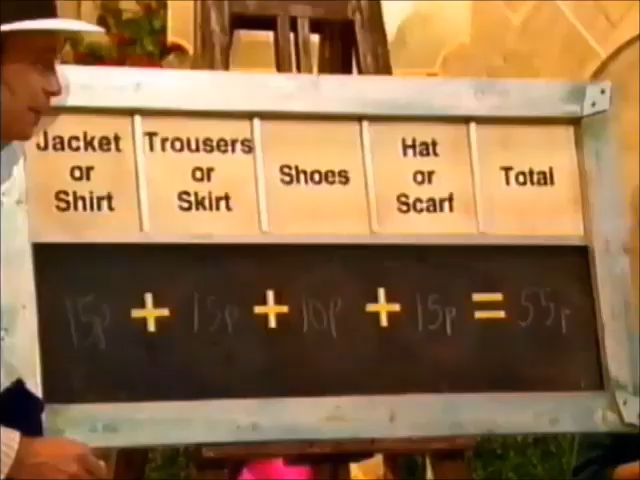 Jacket
or
Shirt
Trousers
or
Skirt
Shoes
Hat
or
Scarf
Total
15p + 15p + 10p + 15p = 55p